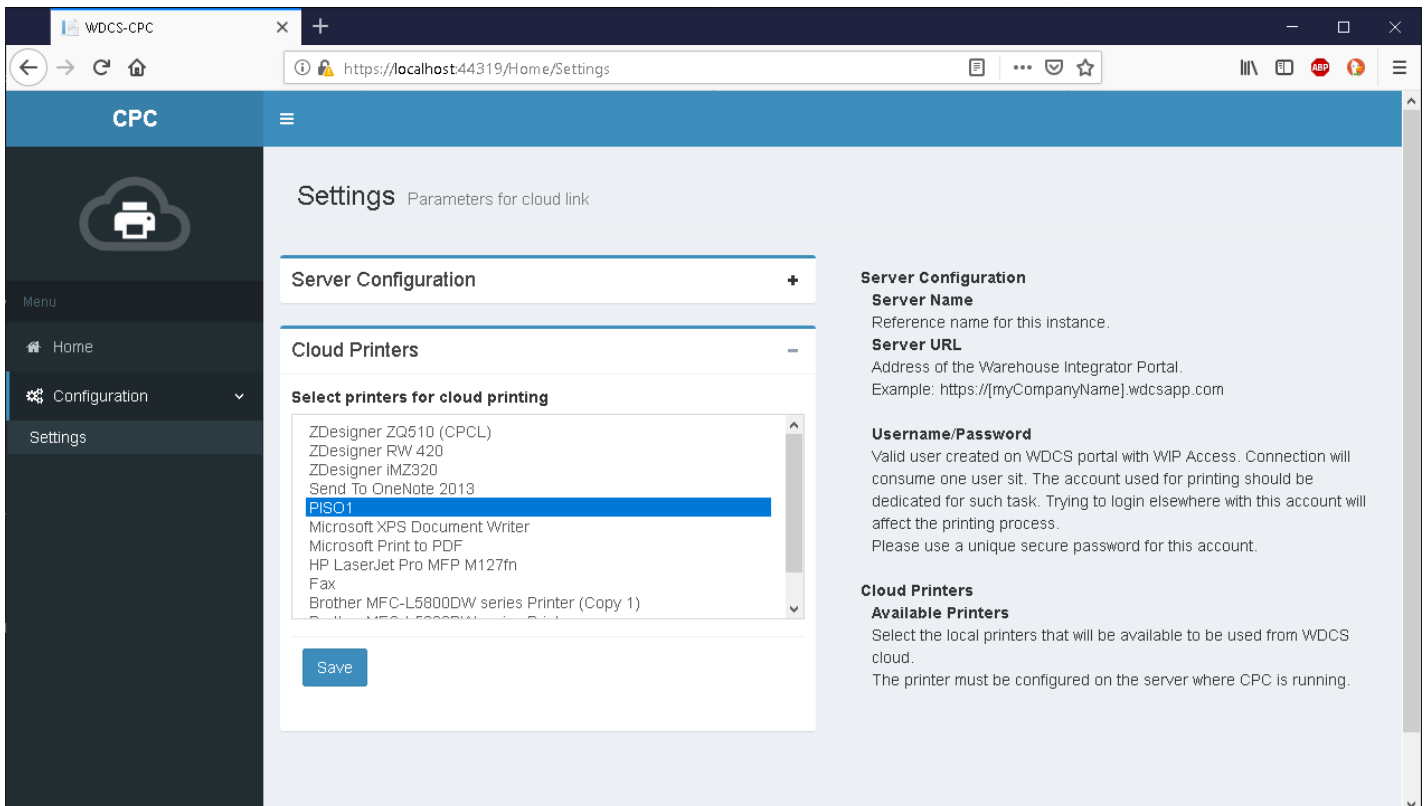 WDCS-CPC
https://localhost:44319/Home/Settings
ABP
CPC
Settings Parameters for cloud link
Menu
Home
Configuration
Settings
Server Configuration
Cloud Printers
Select printers for cloud printing
ZDesigner ZQ510 (CPCL)
ZDesigner RW 420
ZDesigner iMZ320
Send To OneNote 2013
PISO1
Microsoft XPS Document Writer
Microsoft Print to PDF
HP LaserJet Pro MFP M127fn
Fax
Brother MFC-L5800DW series Printer (Copy 1)
Save
Server Configuration
Server Name
Reference name for this instance.
Server URL
Address of the Warehouse Integrator Portal.
Example: https://[myCompanyName].wdcsapp.com
Username/Password
Valid user created on WDCS portal with WIP Access. Connection will
consume one user sit. The account used for printing should be
dedicated for such task. Trying to login elsewhere with this account will
affect the printing process.
Please use a unique secure password for this account.
Cloud Printers
Available Printers
Select the local printers that will be available to be used from WDCS
cloud.
The printer must be configured on the server where CPC is running.